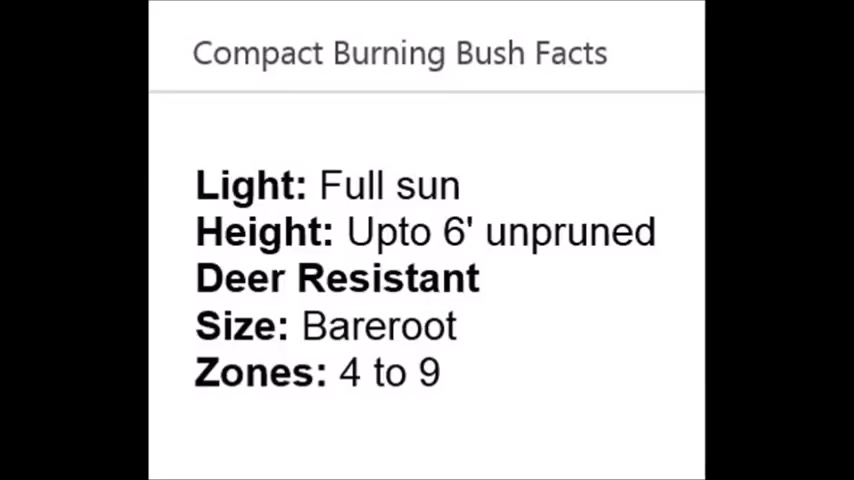 Compact Burning Bush Facts
Light: Full sun
Height: Upto 6' unpruned
Deer Resistant
Size: Bareroot
Zones: 4 to 9